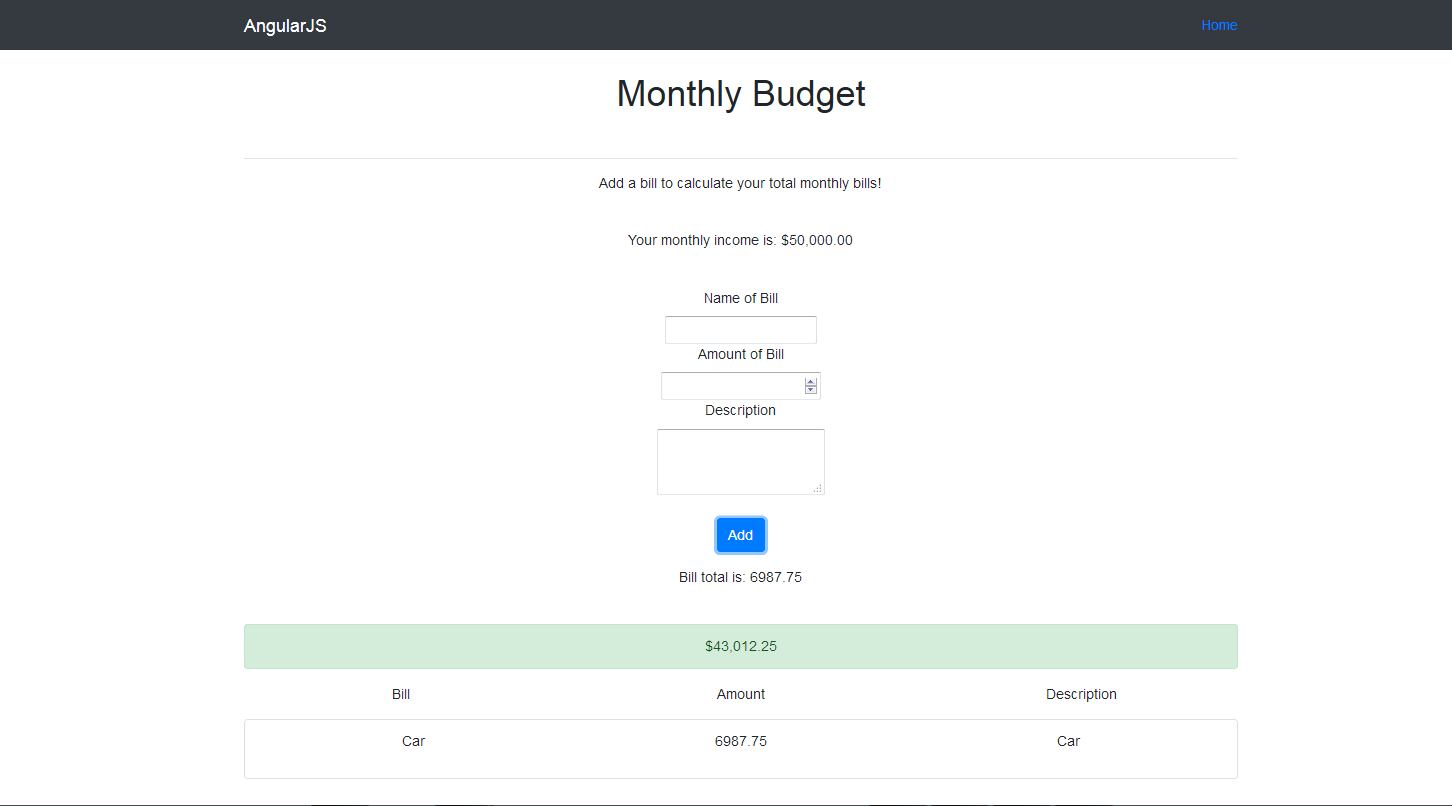 AngularJS Home
Monthly Budget
Add a bill to calculate your total monthly bills!
Your monthly income is: $50,000.00
Name of Bill
Amount of Bill
Description
Add
Bill total is: 6987.75
$43,012.25
Bill Amount Description
Car 6987.75 Car